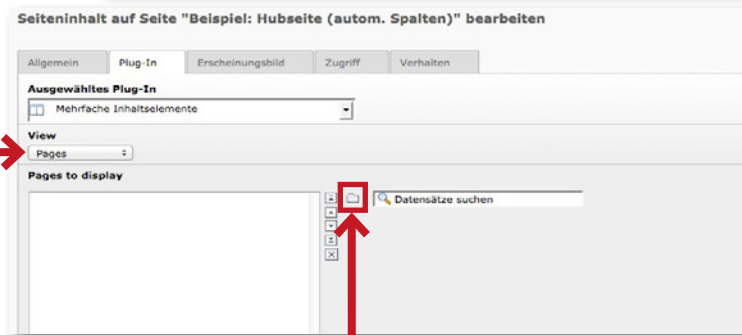 Seiteninhalt auf Seite "Beispiel: Hubseite (autom. Spalten)" bearbeiten
Allgemein Plug-In Erscheinungsbild Zugriff Verhalten
Ausgewähltes Plug-In
Mehrfache Inhaltselemente
View
Pages
Pages to display
Datensätze suchen